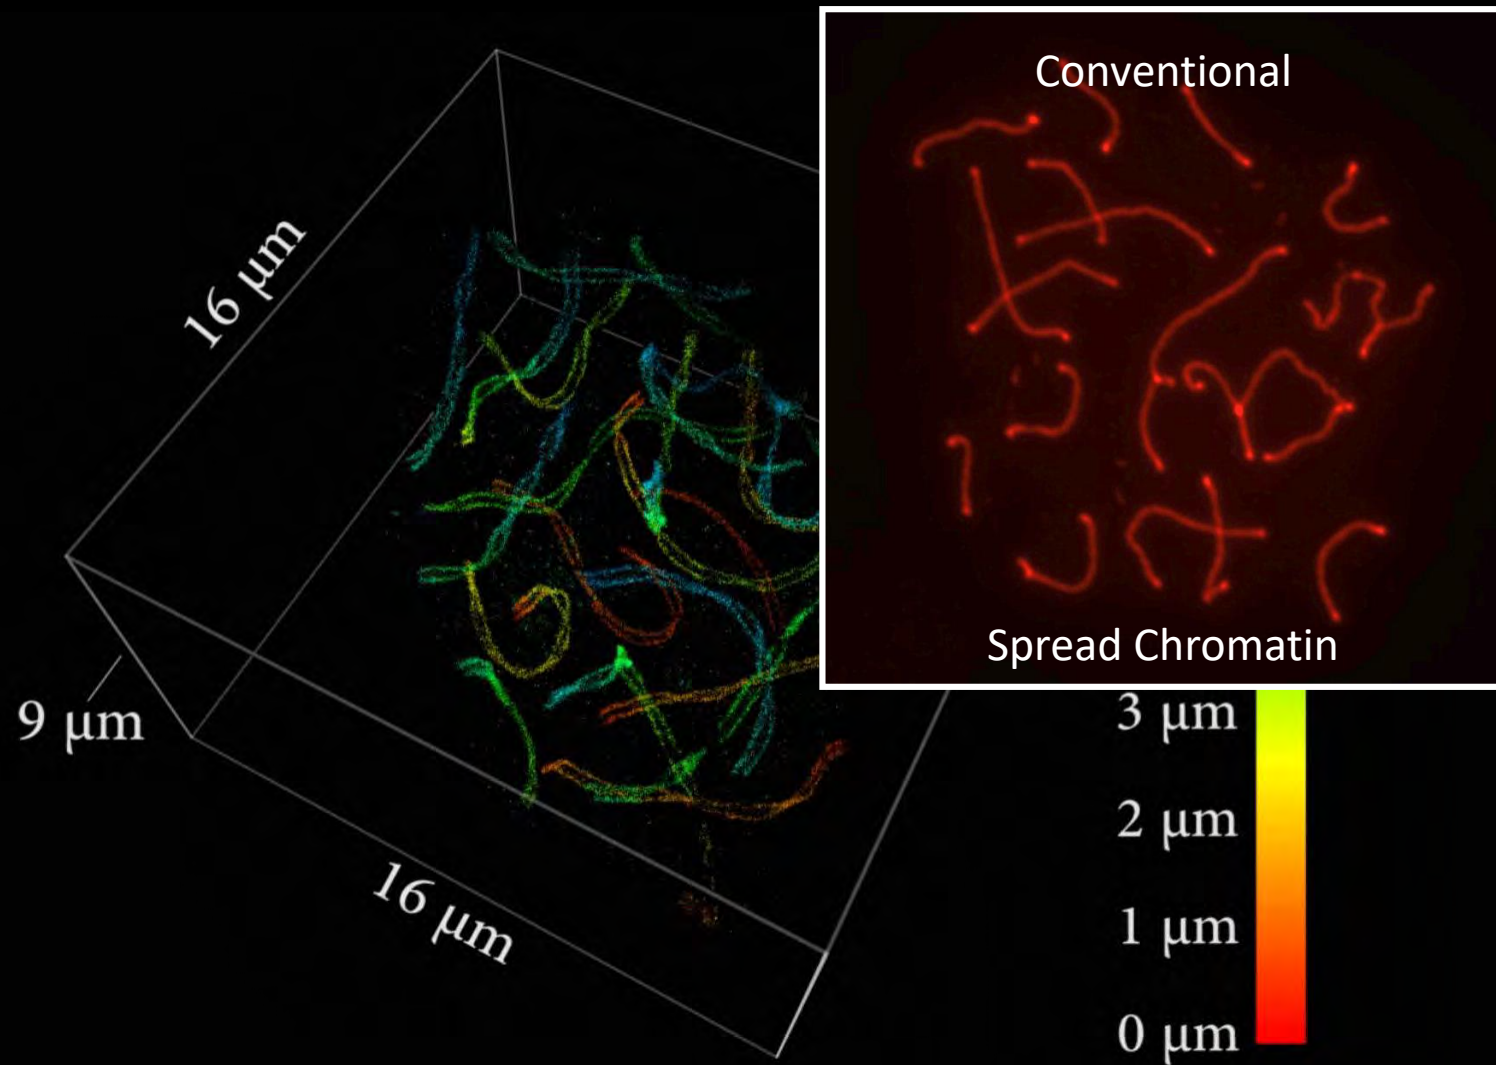 Conventional
16 μm
Spread Chromatin
3 μm
9 μm
2 μm
16 μm
1 μm
0 μm